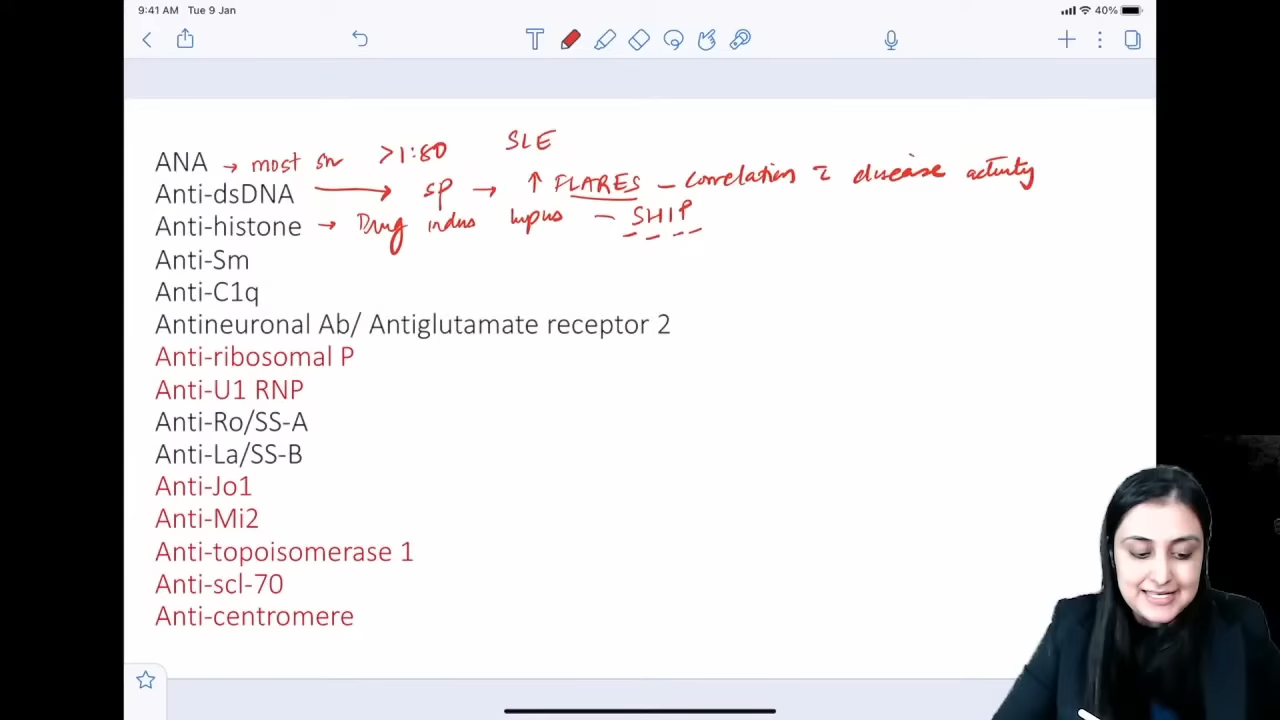 9:41 AM Tue 9 Jan 40%
T
SLE
ANA → most sn >1:80
Anti-dsDNA → sp → ↑ FLARES – correlation c disease activity
Anti-histone → Drug indus lupus – SHIP
Anti-Sm
Anti-C1q
Antineuronal Ab/ Antiglutamate receptor 2
Anti-ribosomal P
Anti-U1 RNP
Anti-Ro/SS-A
Anti-La/SS-B
Anti-Jo1
Anti-Mi2
Anti-topoisomerase 1
Anti-scl-70
Anti-centromere